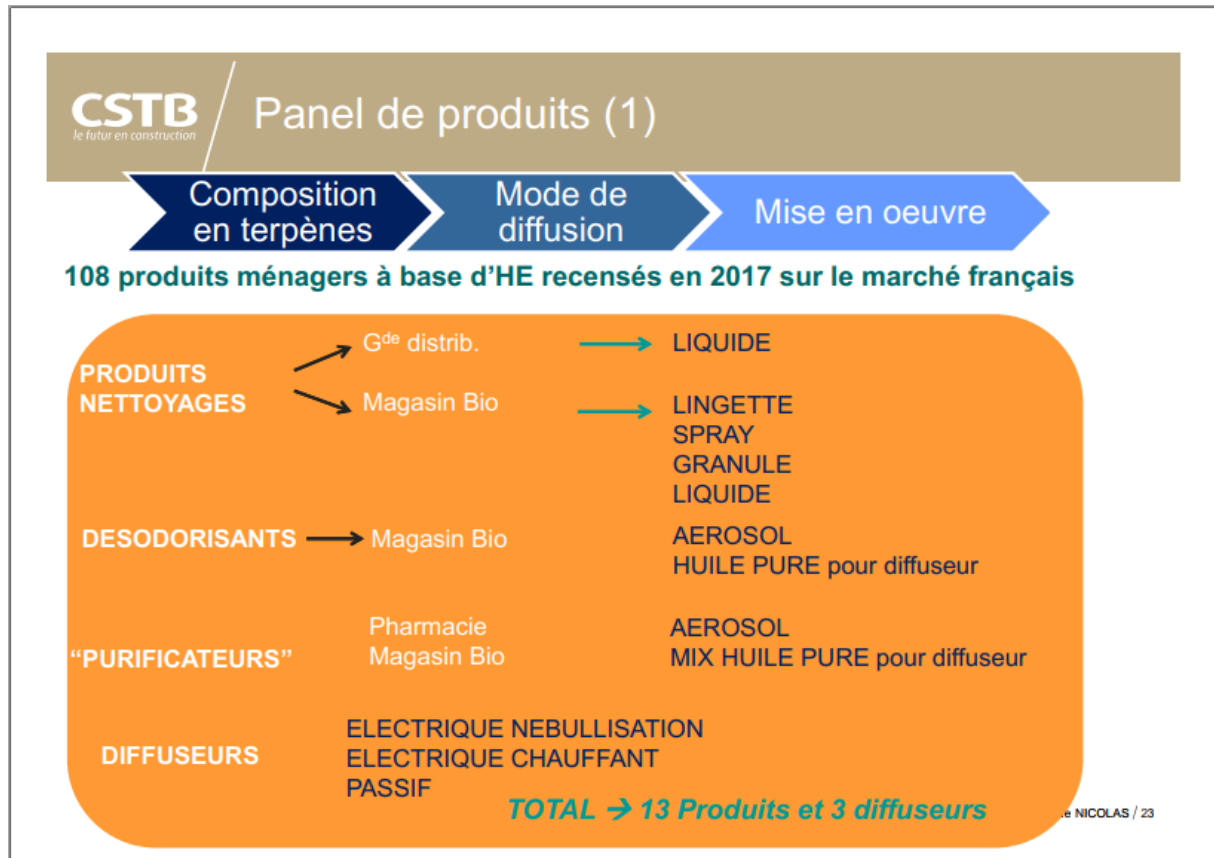 CSTB
le futur en construction
Panel de produits (1)
Composition
en terpènes
Mode de
diffusion
Mise en oeuvre
108 produits ménagers à base d'HE recensés en 2017 sur le marché français
PRODUITS
NETTOYAGES
Gde distrib.
LIQUIDE
Magasin Bio
LINGETTE
SPRAY
GRANULE
LIQUIDE
DESODORISANTS
Magasin Bio
AEROSOL
HUILE PURE pour diffuseur
"PURIFICATEURS"
Pharmacie
Magasin Bio
AEROSOL
MIX HUILE PURE pour diffuseur
DIFFUSEURS
ELECTRIQUE NEBULLISATION
ELECTRIQUE CHAUFFANT
PASSIF
TOTAL → 13 Produits et 3 diffuseurs
NICOLAS / 23